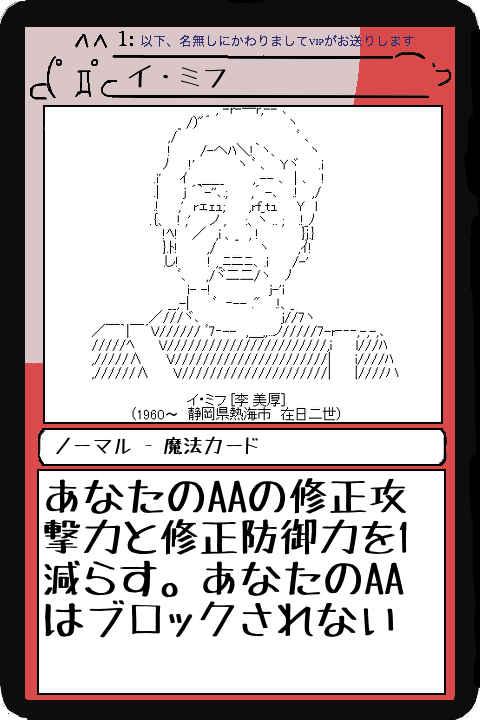 1: 以下、名無しにかわりましてVIPがお送りします
イ・ミフ
イ・ミフ [李 美厚]
(1960～　静岡県熱海市　在日二世)
ノーマル - 魔法カード
あなたのAAの修正攻
撃力と修正防御力を1
減らす。あなたのAA
はブロックされない